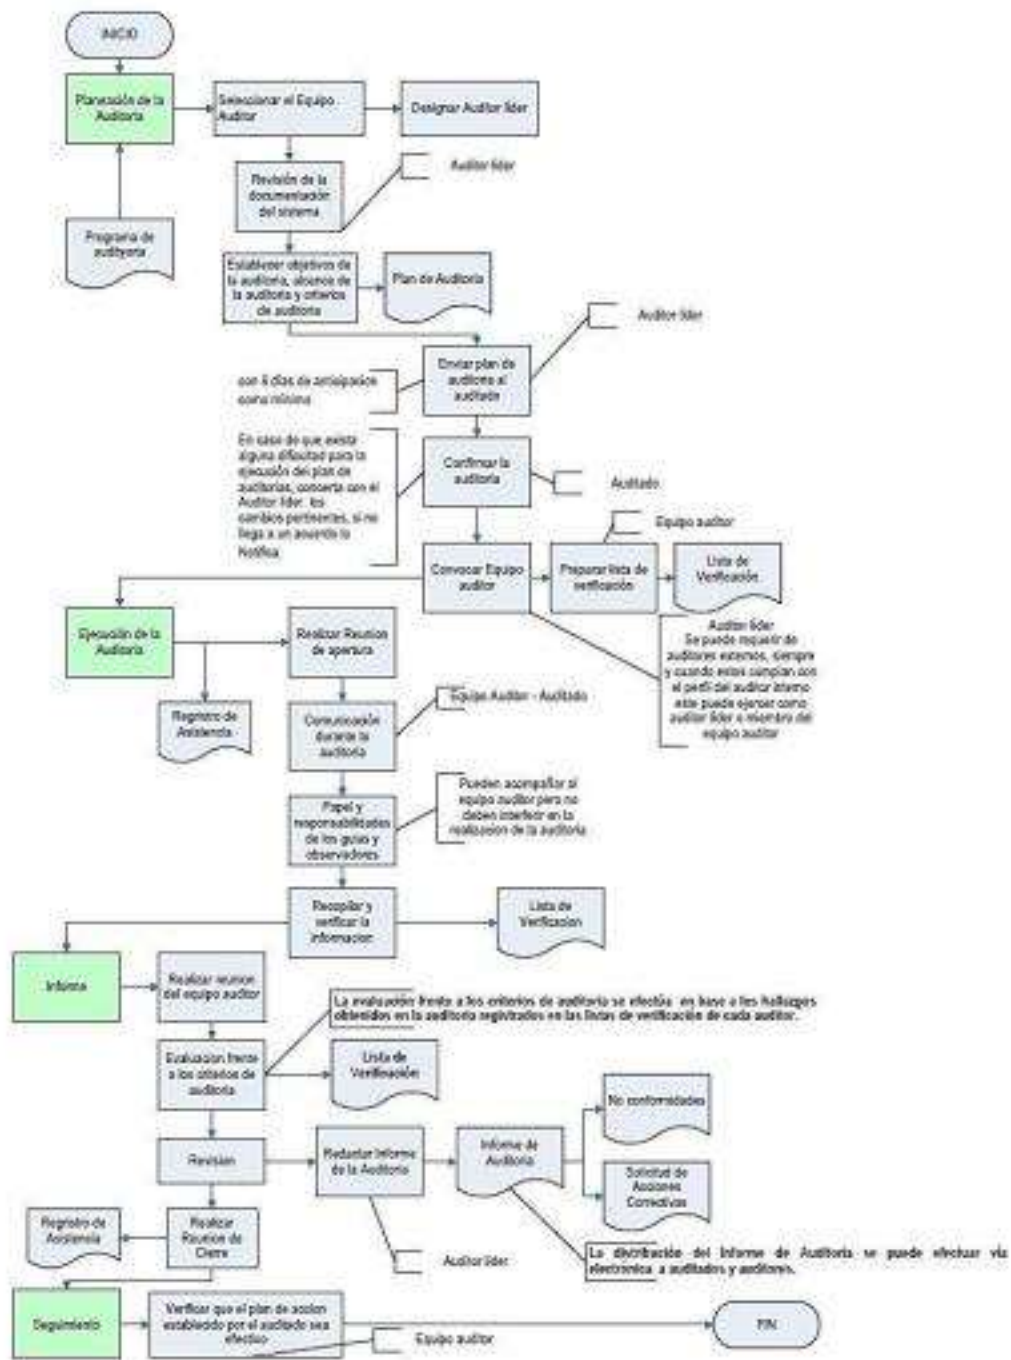 INICIO
Planeación de la
Auditoria
Seleccionar el Equipo
Auditor
Designar Auditor líder
Auditor líder
Revisión de la
documentación
del sistema
Programa de
Establecer objetivos de
la auditoria, alcance de
la auditoria y criterios
de auditoria
Plan de Auditoria
Auditor líder
Enviar plan de
auditoria al
auditado
días de anticipacion
como mínimo
En caso de que exista
alguna dificultad para la
ejecución del plan de
auditorias, concerta con el
Auditor líder los
cambios pertinentes, si no
llega a un acuerdo lo
Notifica
Confirmar la
auditoria
Auditado
Equipo auditor
Convocar Equipo
auditor
Preparar lista de
verificación
Lista de
Verificación
Auditor líder
Se puede requerir de
auditores externos, siempre
y cuando estos cumplan con
el perfil del auditor interno
este puede ejercer como
auditor líder o miembro del
equipo auditor
Ejecución de la
Auditoria
Realizar Reunion
de apertura
Registro de
Asistencia
Equipo Auditor - Auditado
Comunicación
durante la
auditoria
Pueden acompañar al
equipo auditor pero no
deben interferir en la
realizacion de la auditoria
Papel y
responsabilidades
de los guias y
observadores
Recopilar y
verificar la
informacion
Lista de
Verificacion
Informe
Realizar reunion
del equipo auditor
La evaluación frente a los criterios de auditoria se efectúa en base a los hallazgos
obtenidos en la auditoria registrados en las listas de verificación de cada auditor.
Evaluacion frente
a los criterios de
auditoria
Lista de
Verificación
No conformidades
Revision
Redactar Informe
de la Auditoria
Informe de
Auditoria
Solicitud de
Acciones
Correctivas
Registro de
Asistencia
Realizar
Reunion de
Cierre
Auditor líder
La distribución del Informe de Auditoria se puede efectuar via
electronica a auditados y auditores.
Seguimiento
Verificar que el plan de accion
establecido por el auditado sea
efectivo
Equipo auditor
FIN